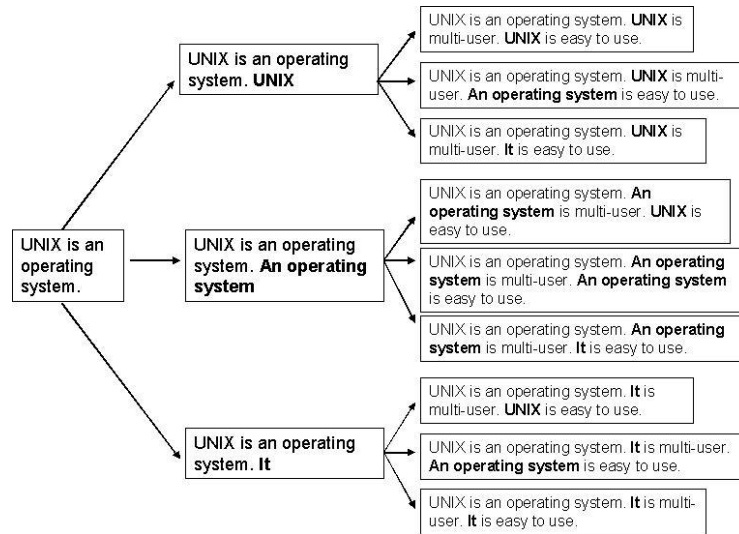 UNIX is an operating
system.
UNIX is an operating
system. UNIX
UNIX is an operating
system. An operating
system
UNIX is an operating
system. It
UNIX is an operating system. UNIX is
multi-user. UNIX is easy to use.
UNIX is an operating system. UNIX is multi-
user. An operating system is easy to use.
UNIX is an operating system. UNIX is
multi-user. It is easy to use.
UNIX is an operating system. An
operating system is multi-user. UNIX is
easy to use.
UNIX is an operating system. An operating
system is multi-user. An operating system
is easy to use.
UNIX is an operating system. An operating
system is multi-user. It is easy to use.
UNIX is an operating system. It is
multi-user. UNIX is easy to use.
UNIX is an operating system. It is multi-user.
An operating system is easy to use.
UNIX is an operating system. It is multi-
user. It is easy to use.